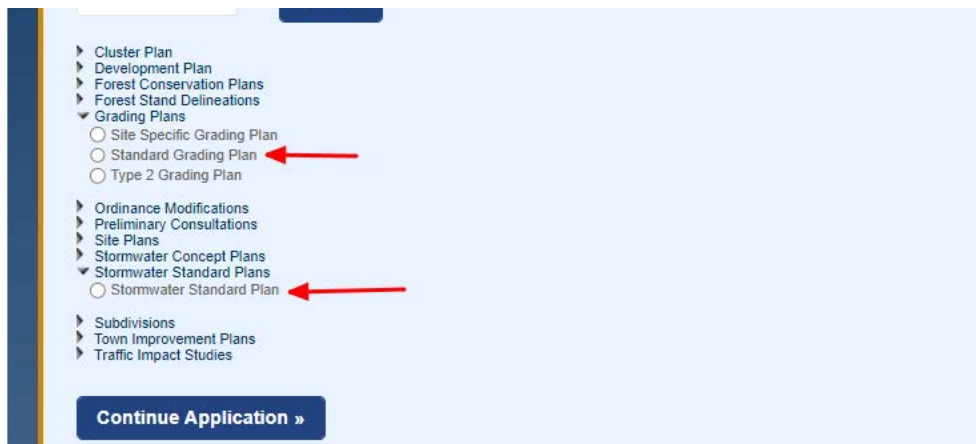 Cluster Plan
Development Plan
Forest Conservation Plans
Forest Stand Delineations
Grading Plans
Site Specific Grading Plan
Standard Grading Plan
Type 2 Grading Plan
Ordinance Modifications
Preliminary Consultations
Site Plans
Stormwater Concept Plans
Stormwater Standard Plans
Stormwater Standard Plan
Subdivisions
Town Improvement Plans
Traffic Impact Studies
Continue Application »